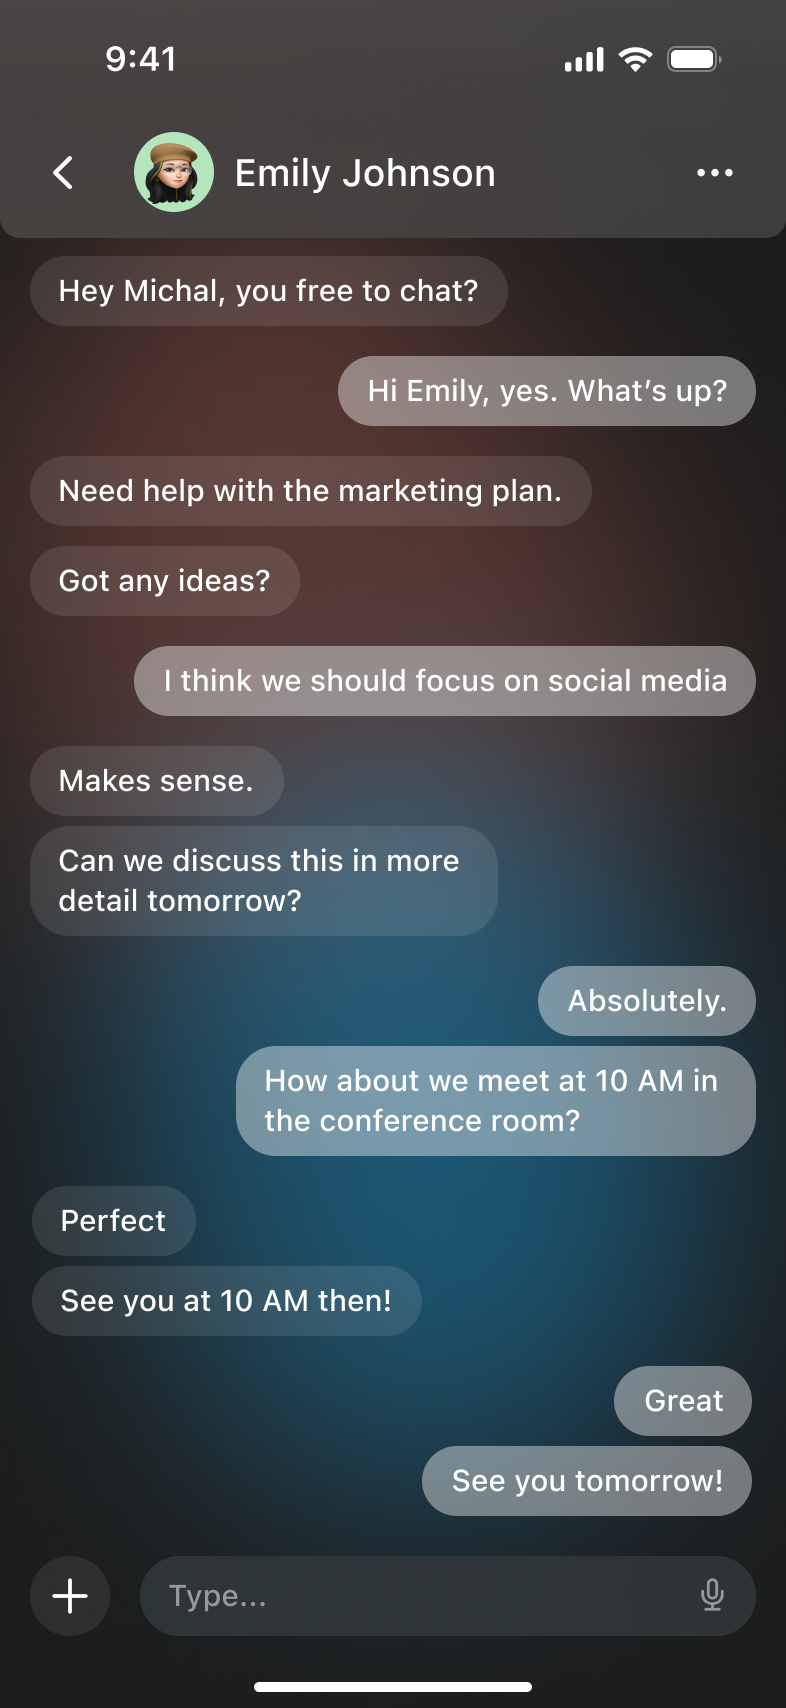 9:41
Emily Johnson
Hey Michal, you free to chat?
Hi Emily, yes. What’s up?
Need help with the marketing plan.
Got any ideas?
I think we should focus on social media
Makes sense.
Can we discuss this in more
detail tomorrow?
Absolutely.
How about we meet at 10 AM in
the conference room?
Perfect
See you at 10 AM then!
Great
See you tomorrow!
Type...